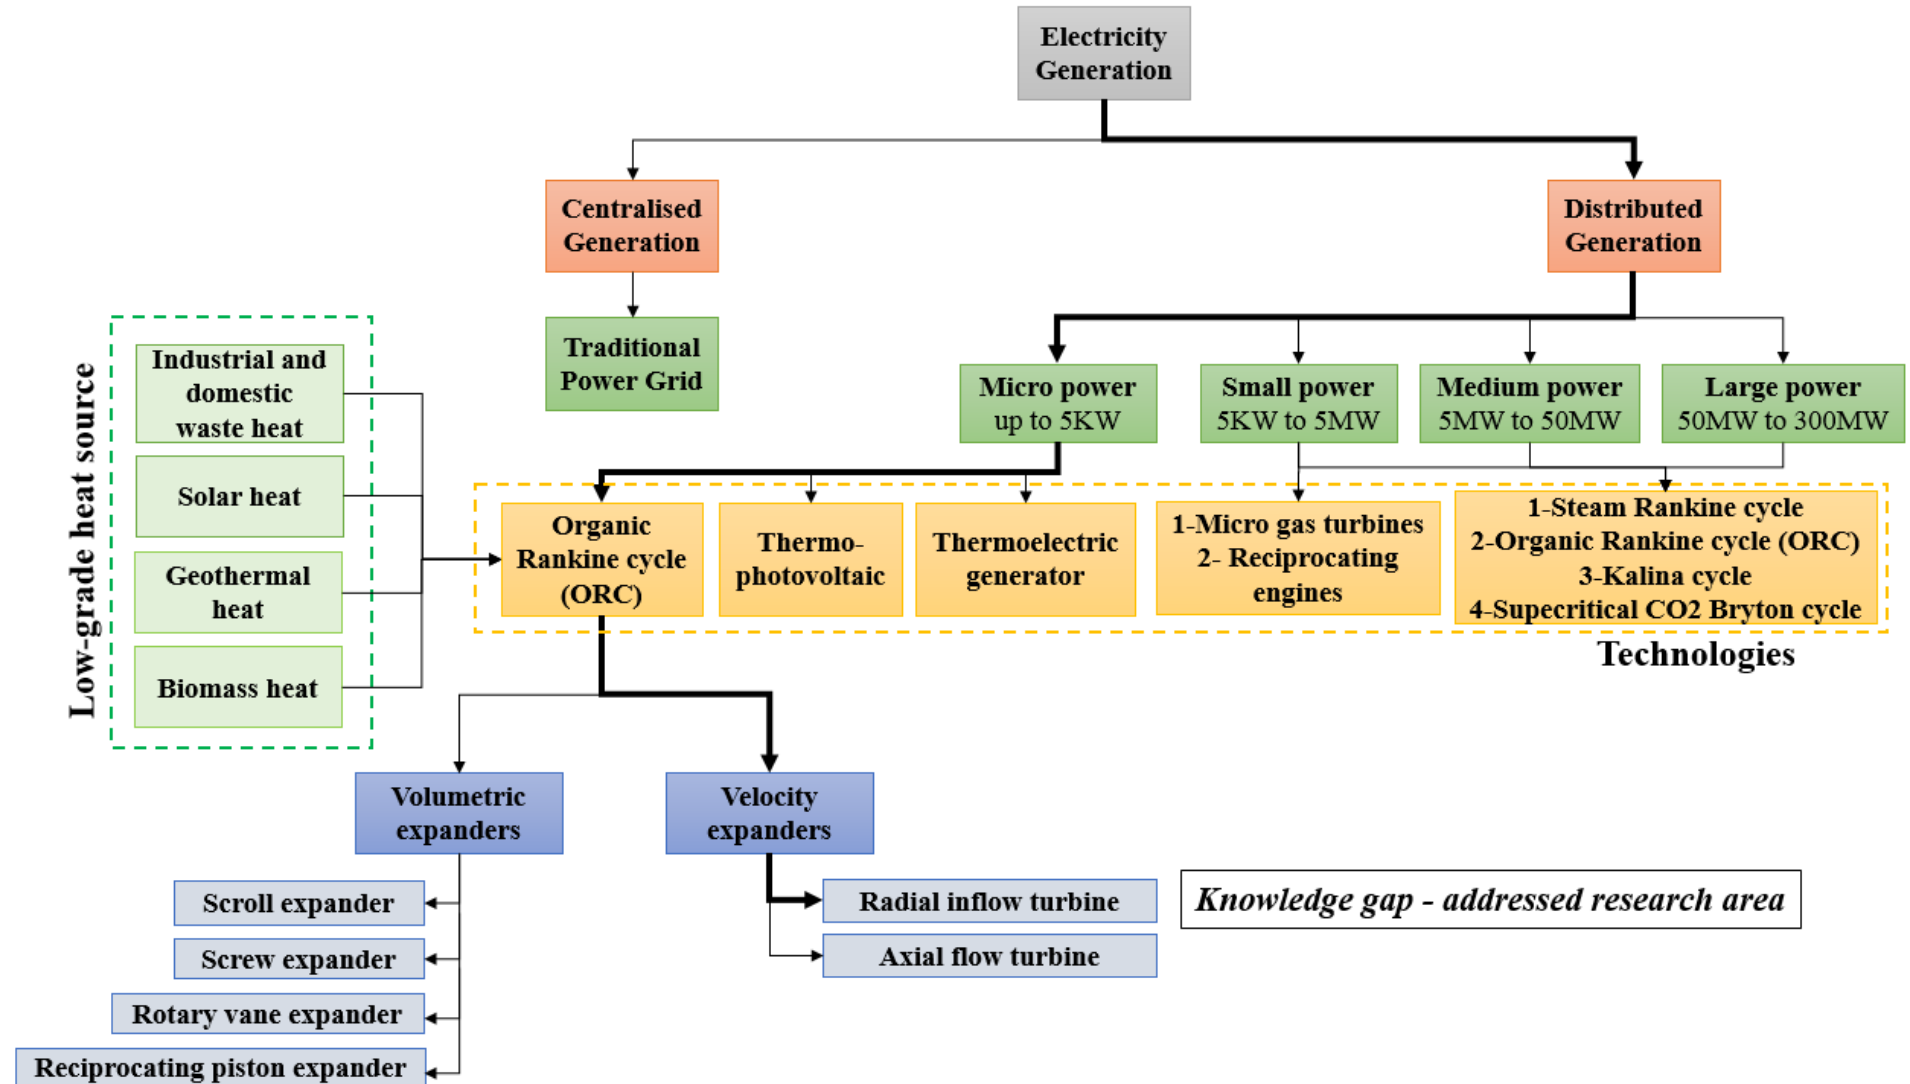 Electricity
Generation
Centralised
Generation
Distributed
Generation
Traditional
Power Grid
Micro power
up to 5KW
Small power
5KW to 5MW
Medium power
5MW to 50MW
Large power
50MW to 300MW
Low-grade heat source
Industrial and
domestic
waste heat
Solar heat
Geothermal
heat
Biomass heat
Organic
Rankine cycle
(ORC)
Thermo-
photovoltaic
Thermoelectric
generator
1-Micro gas turbines
2- Reciprocating
engines
1-Steam Rankine cycle
2-Organic Rankine cycle (ORC)
3-Kalina cycle
4-Supecritical CO2 Bryton cycle
Technologies
Volumetric
expanders
Velocity
expanders
Scroll expander
Screw expander
Rotary vane expander
Reciprocating piston expander
Radial inflow turbine
Axial flow turbine
Knowledge gap - addressed research area